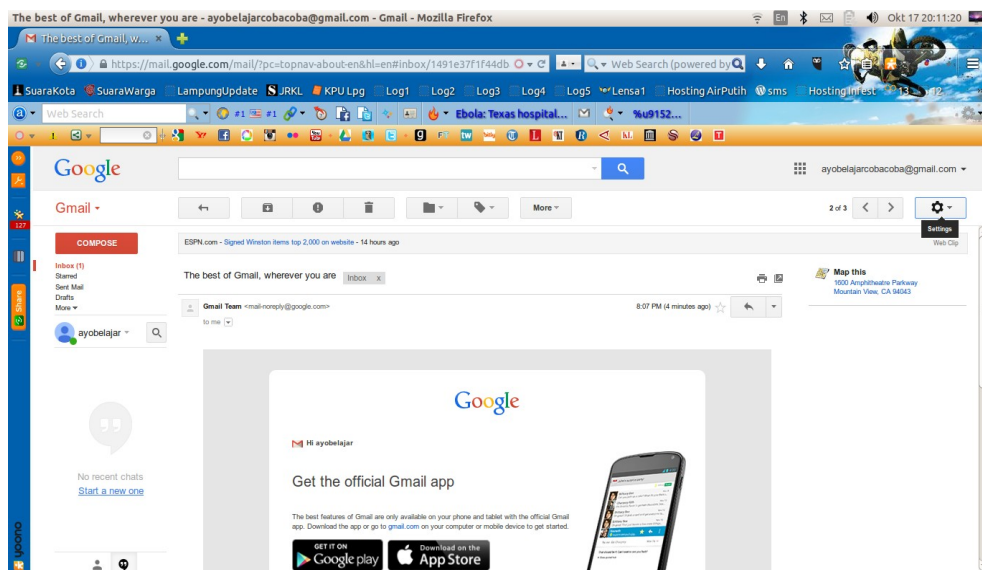 The best of Gmail, wherever you are - ayobelajarcobacoba@gmail.com - Gmail - Mozilla Firefox
En
Okt 17 20:11:20
The best of Gmail, w...
https://mail.google.com/mail/?pc=topnav-about-en&hl=en#inbox/1491e37f1f44db
Web Search (powered by
SuaraKota SuaraWarga LampungUpdate JRKL KPU Lpg Log1 Log2 Log3 Log4 Log5 Lensa1 Hosting AirPutih sms Hosting Infest
Web Search
#1 #1
Ebola: Texas hospital...
%u9152...
Google
ayobelajarcobacoba@gmail.com
Gmail
More
2 of 3
Settings
127
COMPOSE
ESPN.com - Signed Winston items top 2,000 on website - 14 hours ago
Web Clip
Inbox (1)
Starred
Sent Mail
Drafts
More
The best of Gmail, wherever you are Inbox x
Map this
1600 Amphitheatre Parkway
Mountain View, CA 94043
Share
Gmail Team <mail-noreply@google.com>
8:07 PM (4 minutes ago)
to me
ayobelajar
Google
Hi ayobelajar
Get the official Gmail app
No recent chats
Start a new one
The best features of Gmail are only available on your phone and tablet with the official Gmail
app. Download the app or go to gmail.com on your computer or mobile device to get started.
GET IT ON
Google play
Download on the
App Store
yoono